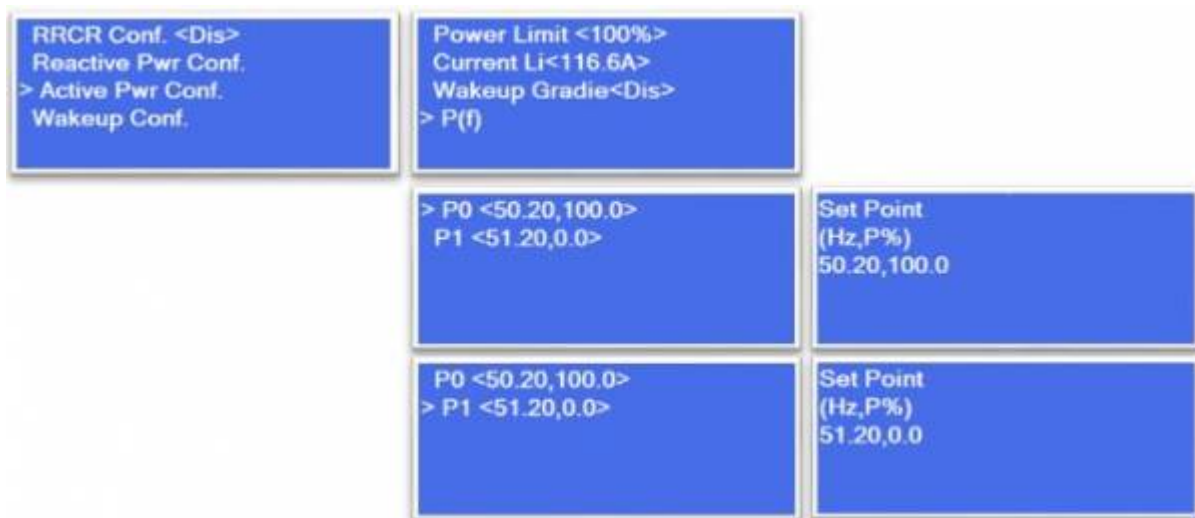 RRCR Conf. <Dis>
Reactive Pwr Conf.
> Active Pwr Conf.
Wakeup Conf.
Power Limit <100%>
Current Li<116.6A>
Wakeup Gradie<Dis>
> P(f)
> P0 <50.20,100.0>
P1 <51.20,0.0>
Set Point
(Hz,P%)
50.20,100.0
P0 <50.20,100.0>
> P1 <51.20,0.0>
Set Point
(Hz,P%)
51.20,0.0